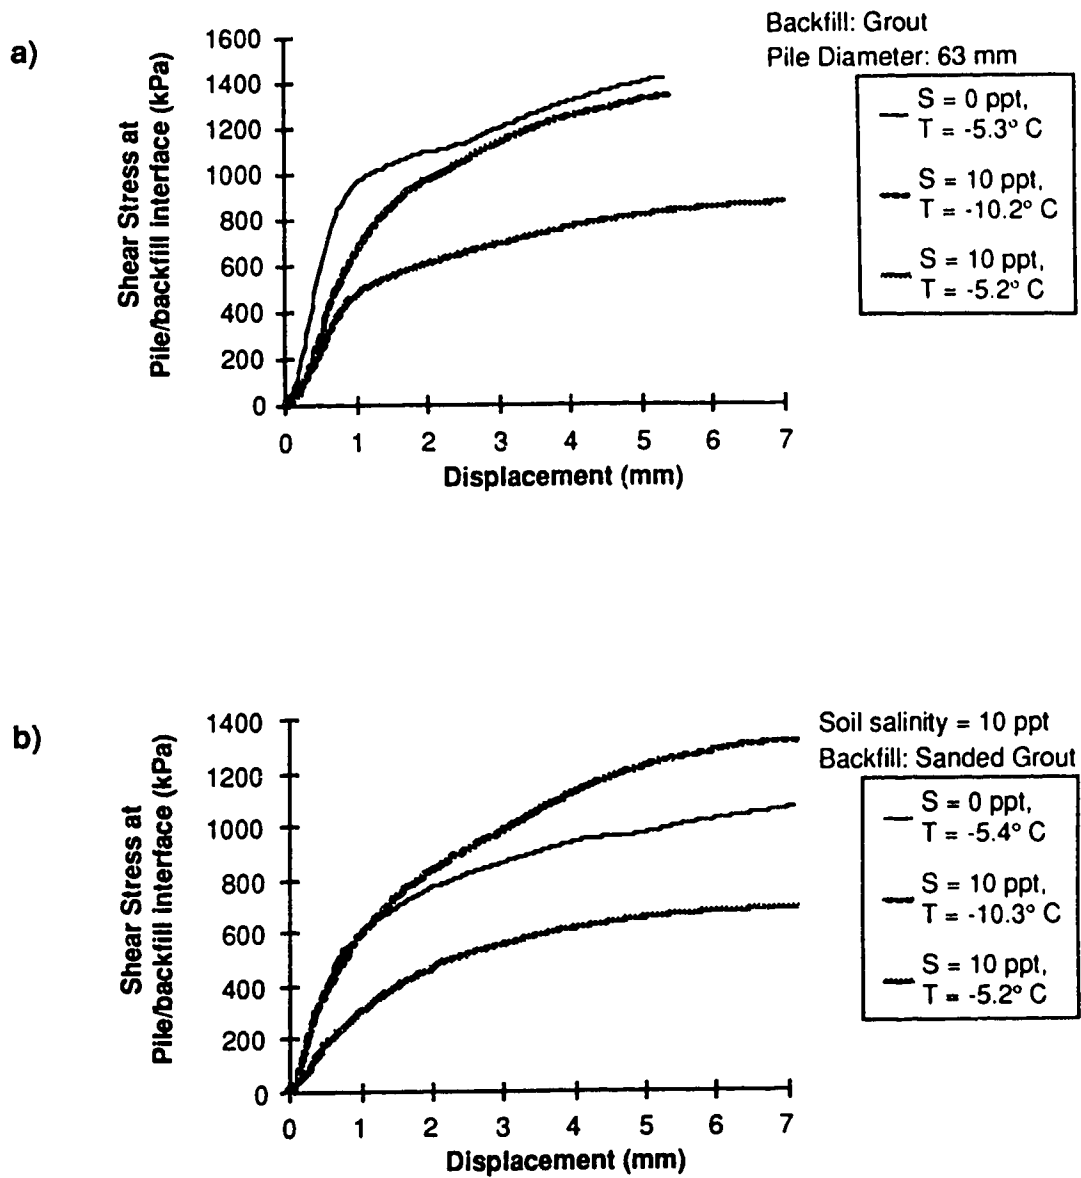 a)
Backfill: Grout
Pile Diameter: 63 mm
Shear Stress at
Pile/backfill Interface (kPa)
1600
1400
1200
1000
800
600
400
200
0
0 1 2 3 4 5 6 7
Displacement (mm)
S = 0 ppt,
T = -5.3° C
S = 10 ppt,
T = -10.2° C
S = 10 ppt,
T = -5.2° C
b)
Soil salinity = 10 ppt
Backfill: Sanded Grout
Shear Stress at
Pile/backfill Interface (kPa)
1400
1200
1000
800
600
400
200
0
0 1 2 3 4 5 6 7
Displacement (mm)
S = 0 ppt,
T = -5.4° C
S = 10 ppt,
T = -10.3° C
S = 10 ppt,
T = -5.2° C